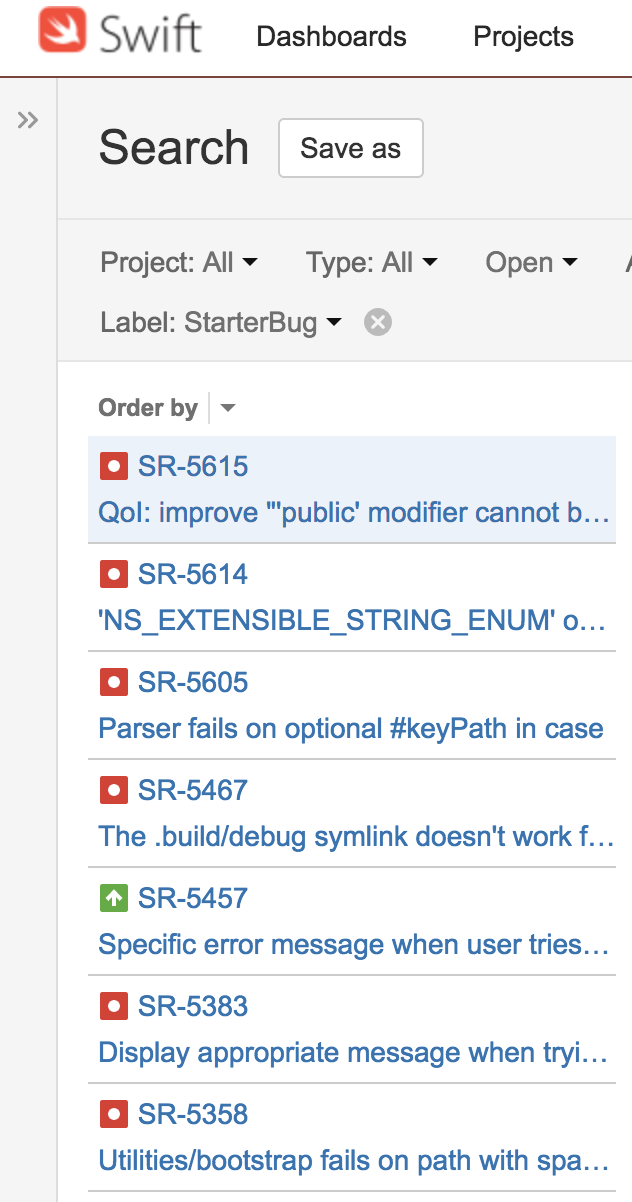 Swift Dashboards Projects
Search Save as
Project: All Type: All Open
Label: StarterBug
Order by
SR-5615
QoI: improve "'public' modifier cannot b…
SR-5614
'NS_EXTENSIBLE_STRING_ENUM' o…
SR-5605
Parser fails on optional #keyPath in case
SR-5467
The .build/debug symlink doesn't work f…
SR-5457
Specific error message when user tries…
SR-5383
Display appropriate message when tryi…
SR-5358
Utilities/bootstrap fails on path with spa…